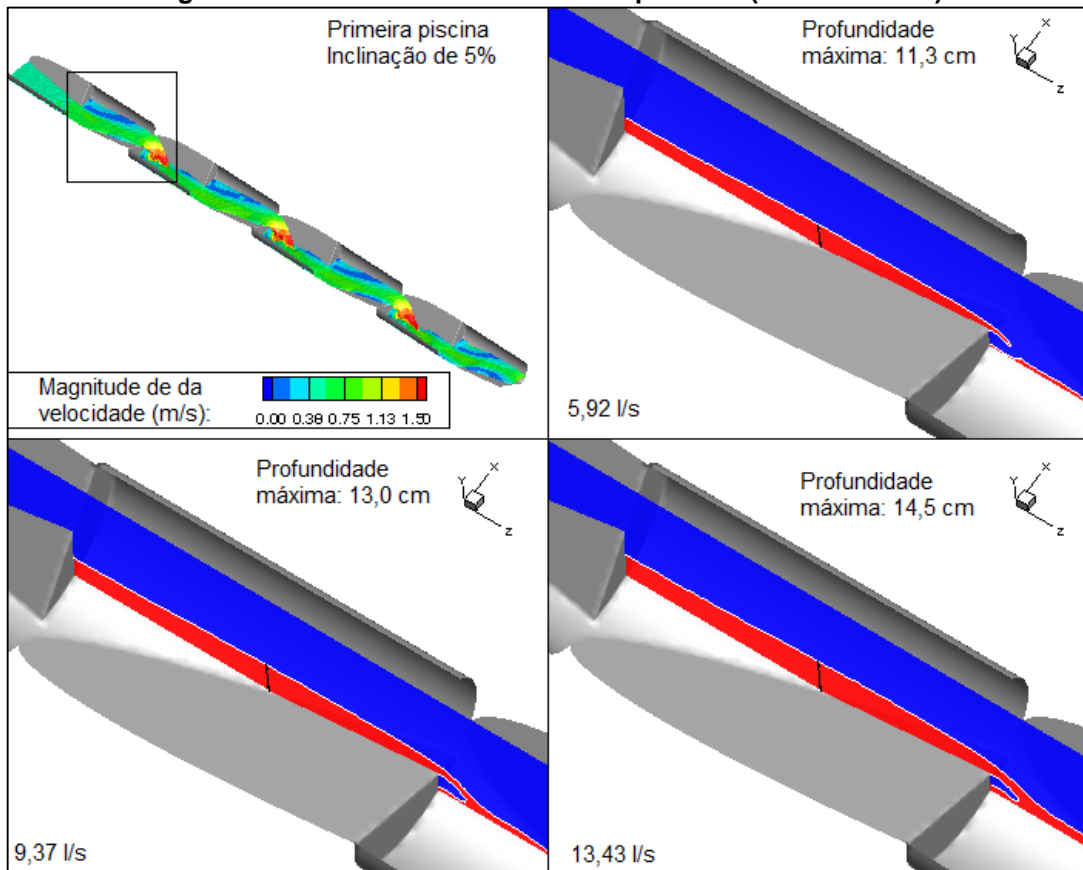 Primeira piscina
Inclinação de 5%
Magnitude de da
velocidade (m/s):
0.00 0.38 0.75 1.13 1.50
Profundidade
máxima: 11,3 cm
Y X
Z
5,92 l/s
Profundidade
máxima: 13,0 cm
Y X
Z
9,37 l/s
Profundidade
máxima: 14,5 cm
Y X
Z
13,43 l/s